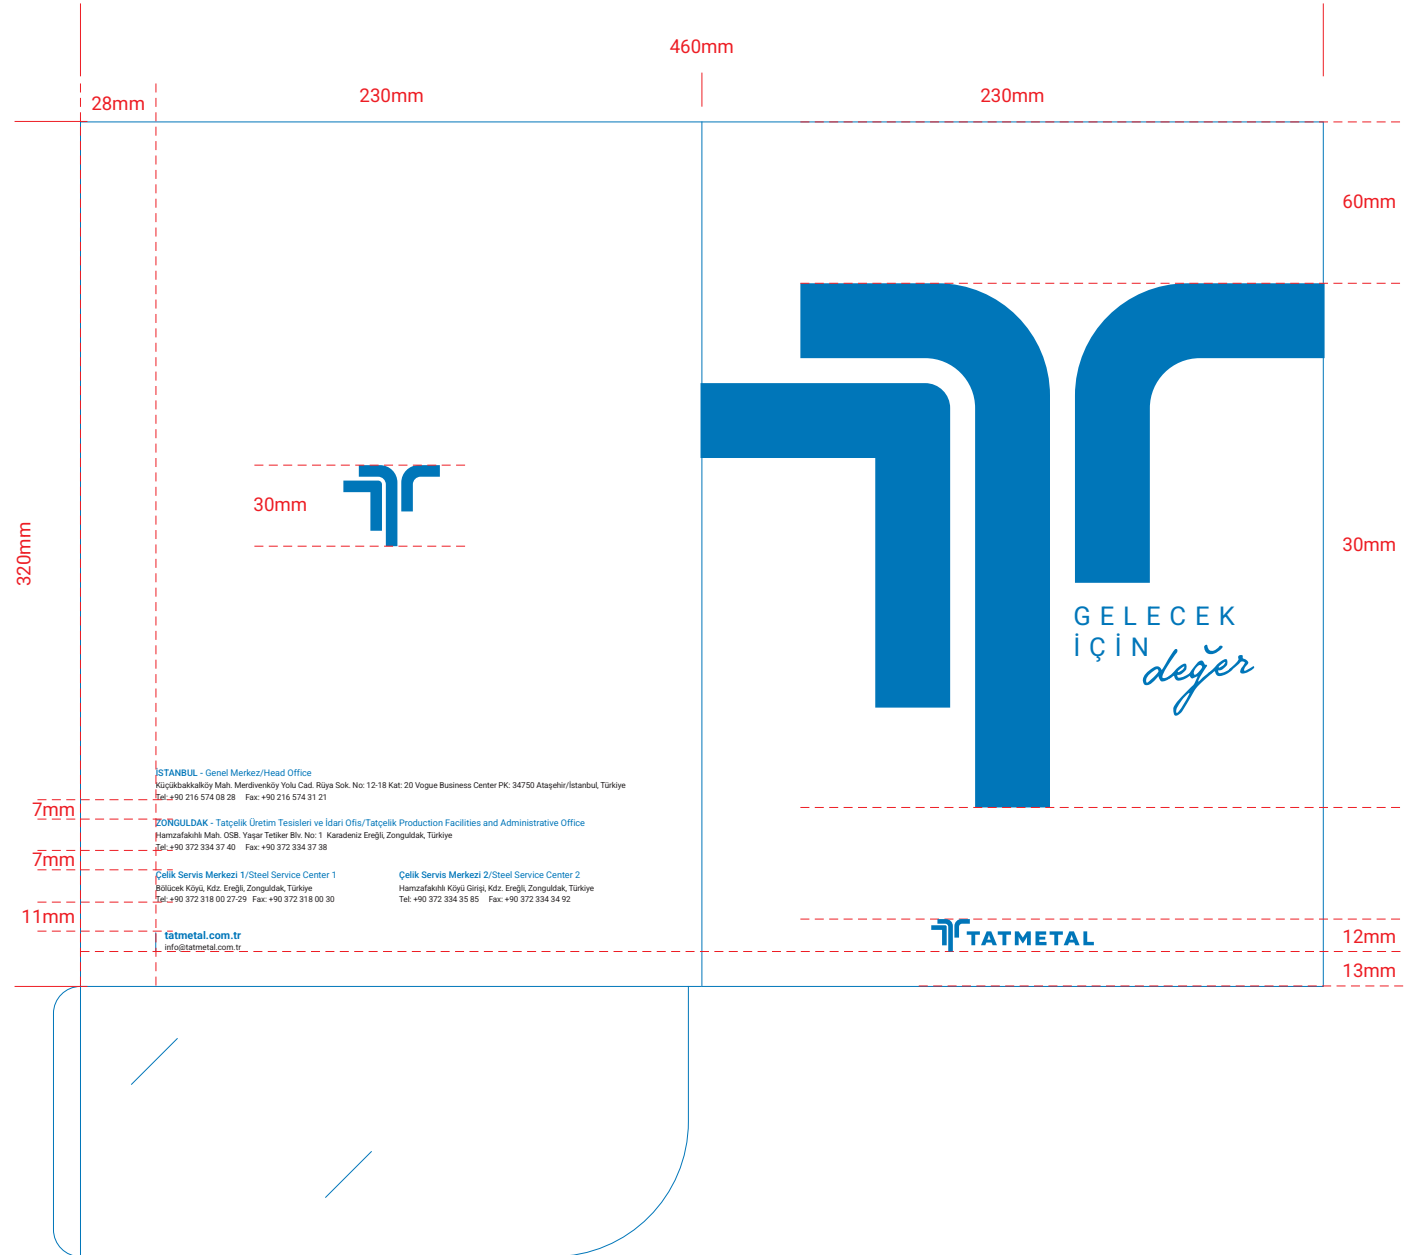 460mm
28mm
230mm
230mm
60mm
30mm
30mm
320mm
GELECEK
İÇİN
değer
İSTANBUL - Genel Merkez/Head Office
Küçükbakkalköy Mah. Merdivenköy Yolu Cad. Rüya Sok. No: 12-18 Kat: 20 Vogue Business Center PK: 34750 Ataşehir/İstanbul, Türkiye
Tel: +90 216 574 08 28 Fax: +90 216 574 31 21
7mm
ZONGULDAK - Tatçelik Üretim Tesisleri ve İdari Ofis/Tatçelik Production Facilities and Administrative Office
Hamzafakıhlı Mah. OSB. Yaşar Tetiker Blv. No: 1 Karadeniz Ereğli, Zonguldak, Türkiye
Tel: +90 372 334 37 40 Fax: +90 372 334 37 38
7mm
Çelik Servis Merkezi 1/Steel Service Center 1
Bölücek Köyü, Kdz. Ereğli, Zonguldak, Türkiye
Tel: +90 372 318 00 27-29 Fax: +90 372 318 00 30
Çelik Servis Merkezi 2/Steel Service Center 2
Hamzafakıhlı Köyü Girişi, Kdz. Ereğli, Zonguldak, Türkiye
Tel: +90 372 334 35 85 Fax: +90 372 334 34 92
11mm
tatmetal.com.tr
info@tatmetal.com.tr
TATMETAL
12mm
13mm